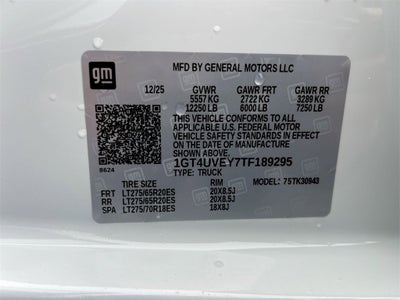 gm
MFD BY GENERAL MOTORS LLC
12/25 GVWR GAWR FRT GAWR RR
5557 KG 2722 KG 3289 KG
12250 LB 6000 LB 7250 LB
THIS VEHICLE CONFORMS TO ALL
APPLICABLE U.S. FEDERAL MOTOR
VEHICLE SAFETY STANDARDS IN EFFECT
ON THE DATE OF MANUFACTURE SHOWN ABOVE.
1GT4UVEY7TF189295
TYPE: TRUCK
8624
TIRE SIZE RIM MODEL: 75TK30943
FRT LT275/65R20ES 20X8.5J
RR LT275/65R20ES 20X8.5J
SPA LT275/70R18ES 18X8J